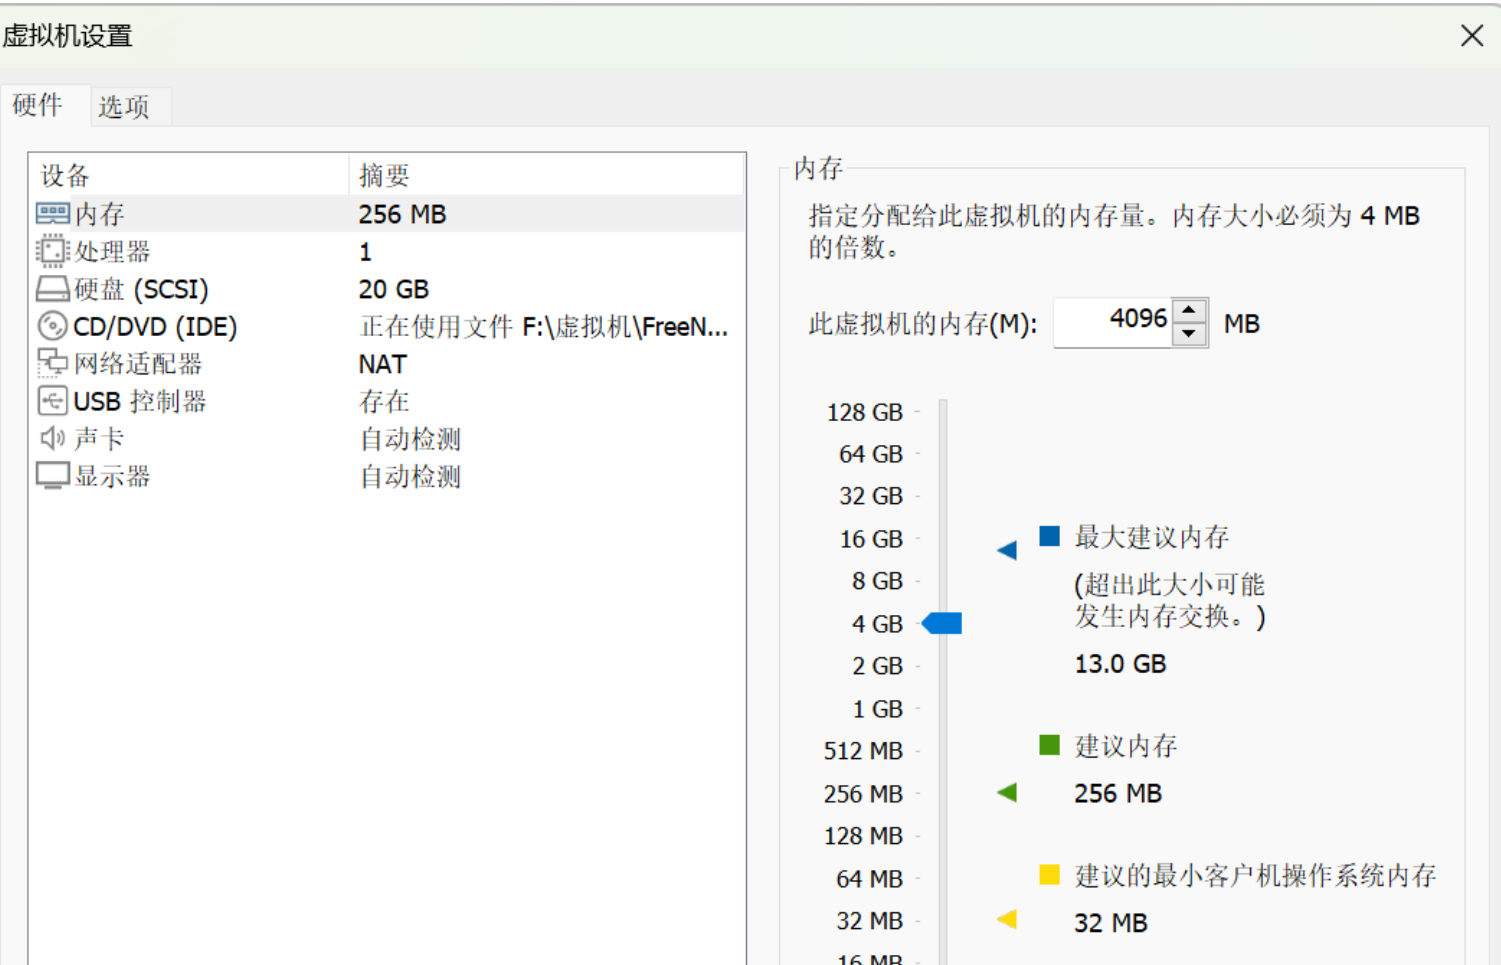 虚拟机设置
硬件 选项
设备 摘要
内存 256 MB
处理器 1
硬盘 (SCSI) 20 GB
CD/DVD (IDE) 正在使用文件 F:\虚拟机\FreeN...
网络适配器 NAT
USB 控制器 存在
声卡 自动检测
显示器 自动检测
内存
指定分配给此虚拟机的内存量。内存大小必须为 4 MB
的倍数。
此虚拟机的内存(M): 4096 MB
128 GB
64 GB
32 GB
16 GB
8 GB
4 GB
2 GB
1 GB
512 MB
256 MB
128 MB
64 MB
32 MB
16 MB
最大建议内存
(超出此大小可能
发生内存交换。)
13.0 GB
建议内存
256 MB
建议的最小客户机操作系统内存
32 MB